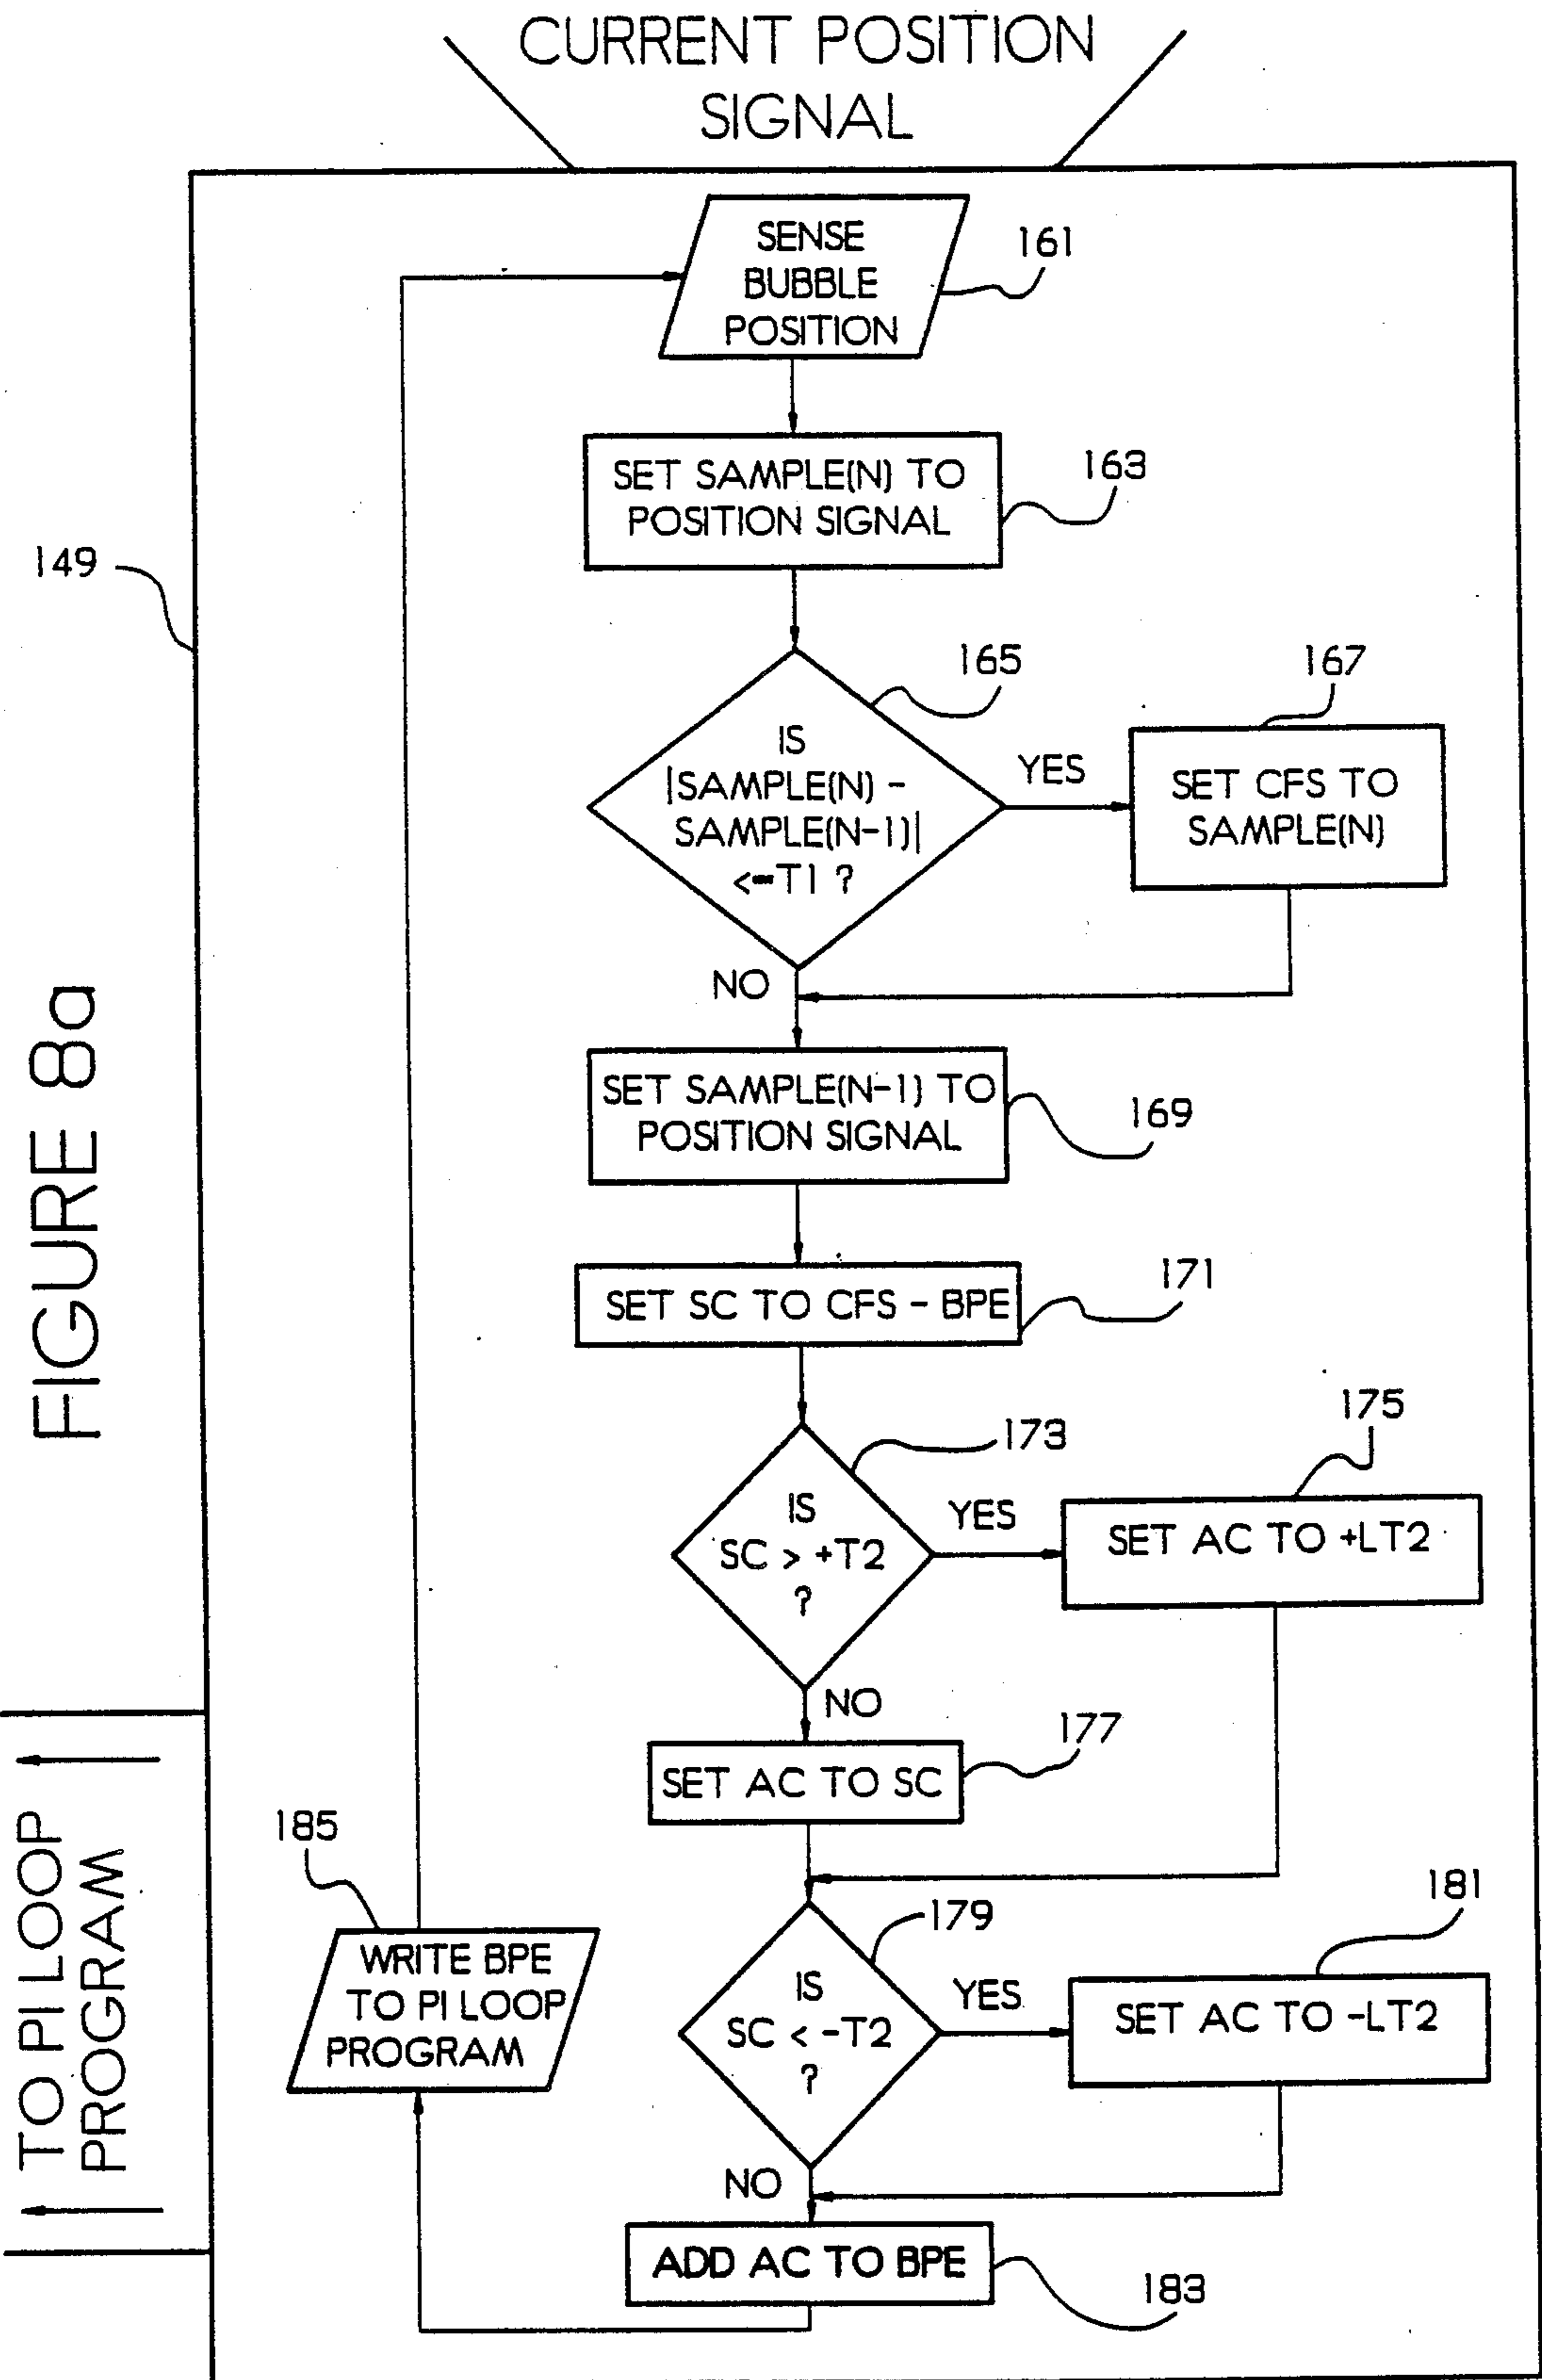 CURRENT POSITION
SIGNAL
SENSE
BUBBLE
POSITION
161
SET SAMPLE(N) TO
POSITION SIGNAL
163
149
165
167
IS
|SAMPLE(N) -
SAMPLE(N-1)|
<=T1 ?
YES
SET CFS TO
SAMPLE(N)
NO
SET SAMPLE(N-1) TO
POSITION SIGNAL
169
FIGURE 8a
SET SC TO CFS - BPE
171
173
175
IS
SC > +T2
?
YES
SET AC TO +LT2
NO
177
SET AC TO SC
185
179
181
WRITE BPE
TO PI LOOP
PROGRAM
IS
SC < -T2
?
YES
SET AC TO -LT2
TO PI LOOP
PROGRAM
NO
ADD AC TO BPE
183